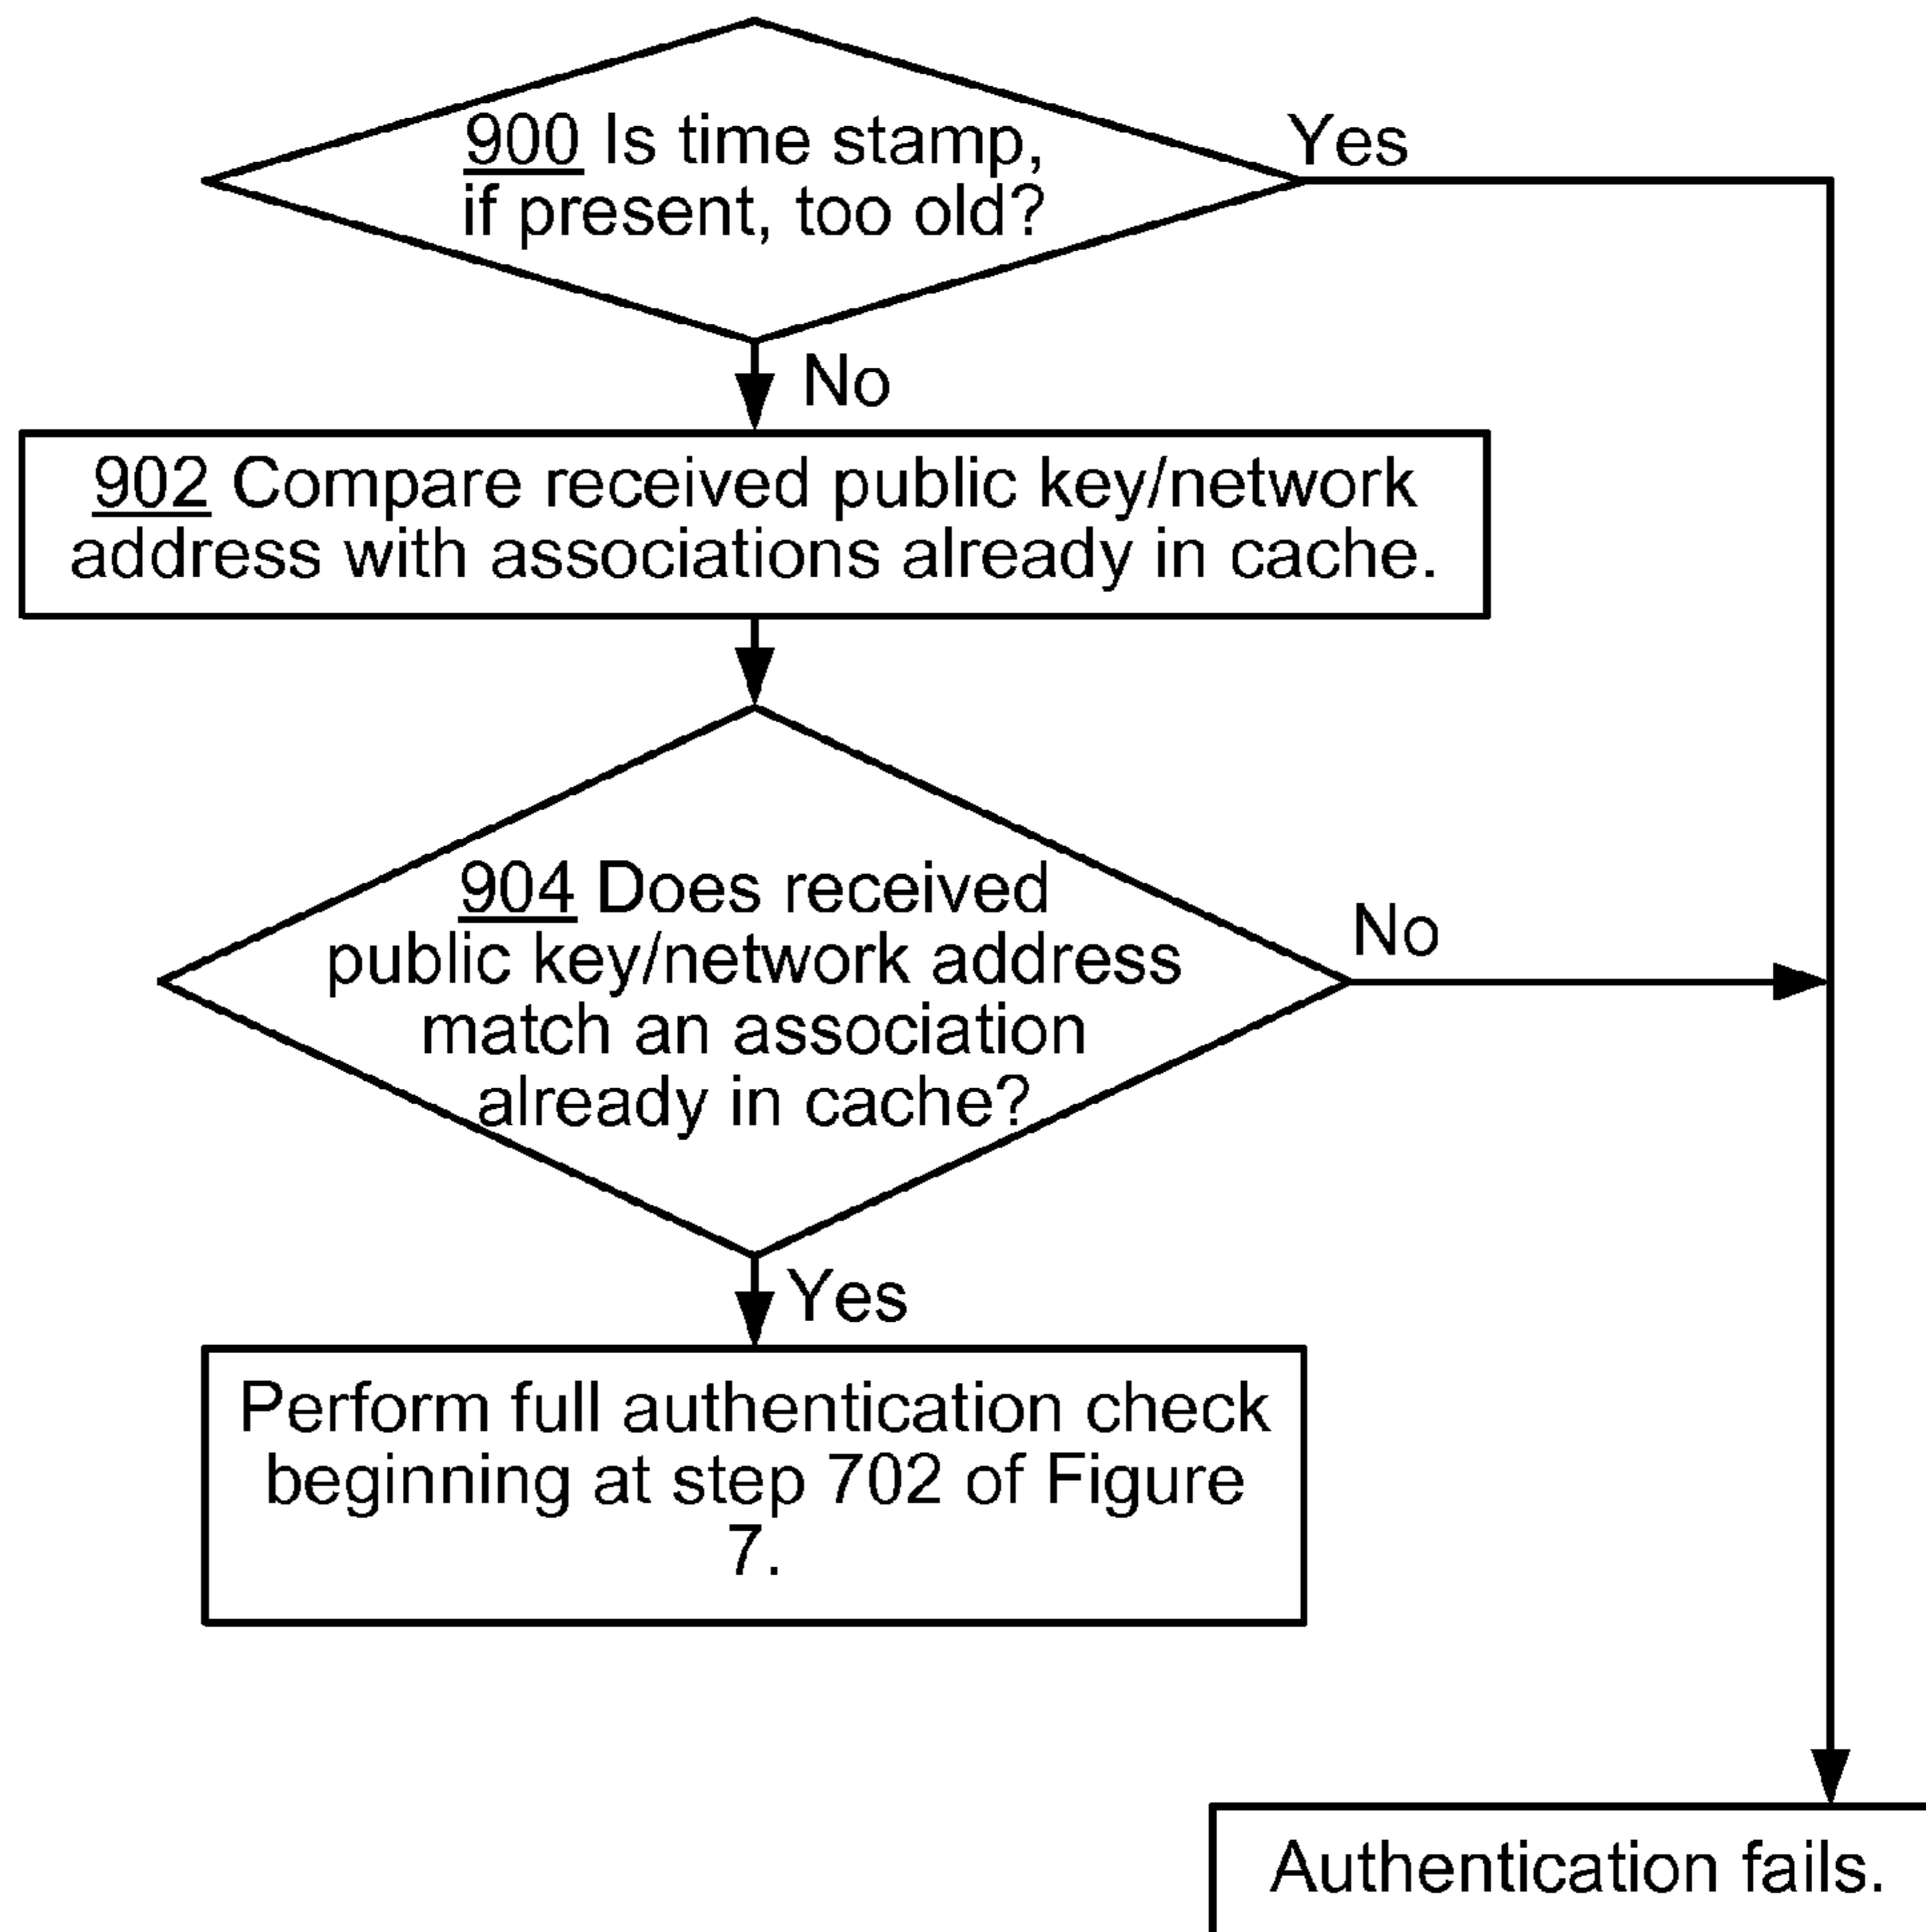 900 Is time stamp,
if present, too old?
Yes
No
902 Compare received public key/network
address with associations already in cache.
904 Does received
public key/network address
match an association
already in cache?
No
Yes
Perform full authentication check
beginning at step 702 of Figure
7.
Authentication fails.